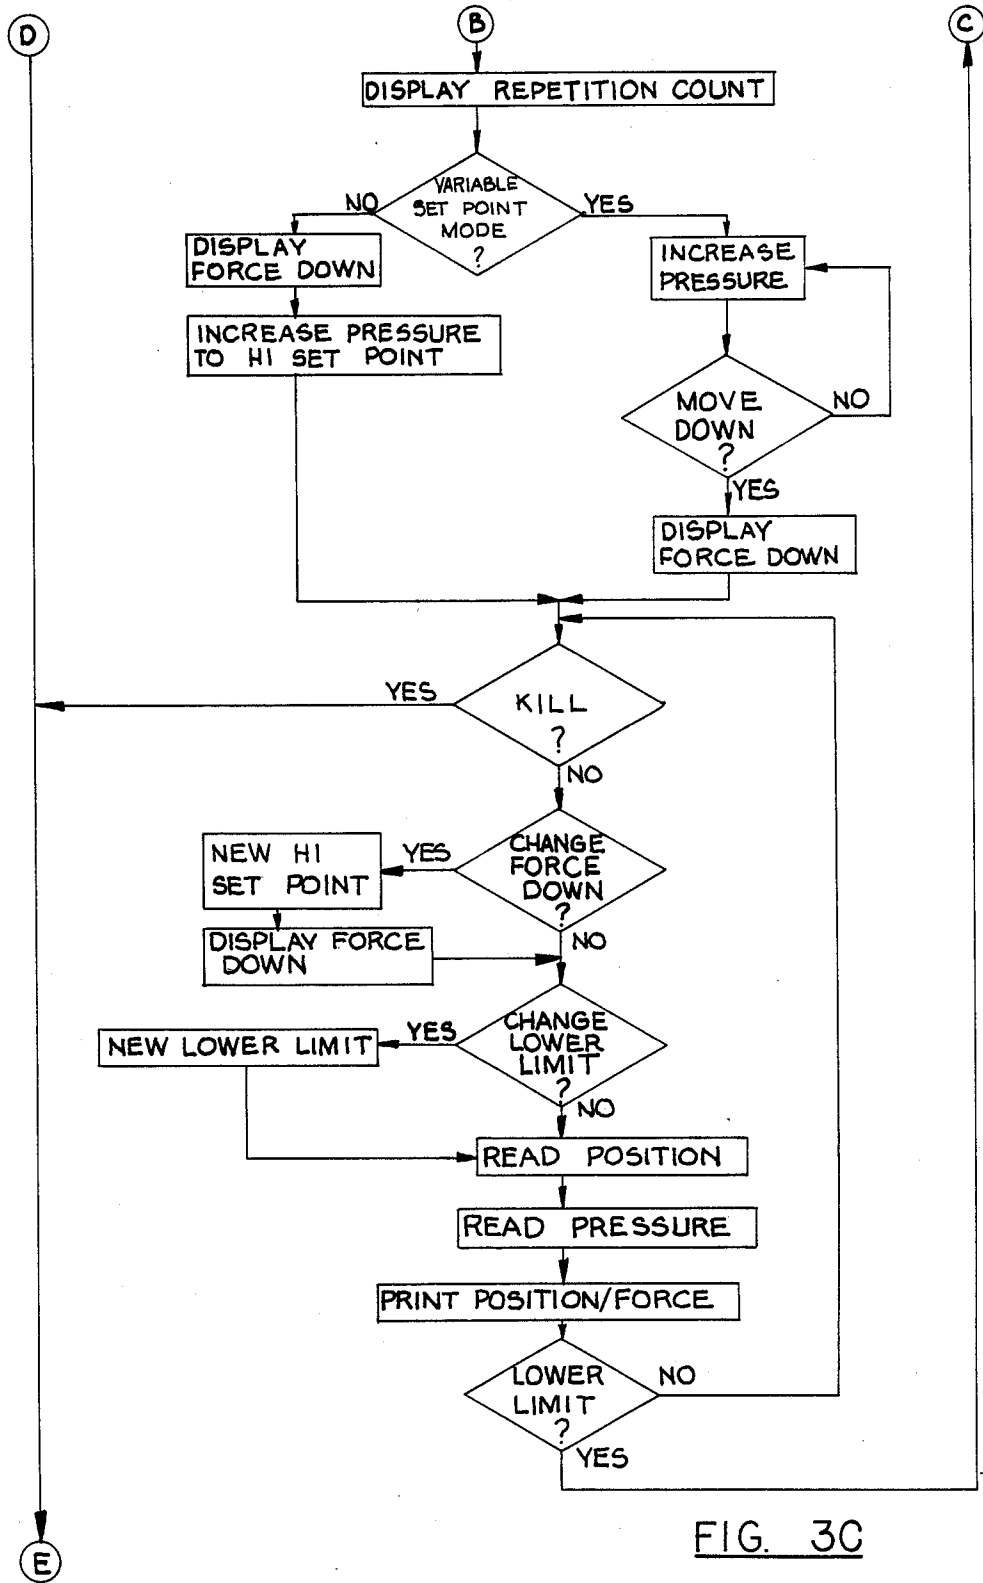 D
B
C
DISPLAY REPETITION COUNT
VARIABLE
SET POINT
MODE
?
NO
YES
DISPLAY
FORCE DOWN
INCREASE
PRESSURE
INCREASE PRESSURE
TO HI SET POINT
MOVE
DOWN
?
NO
YES
DISPLAY
FORCE DOWN
KILL
?
YES
NO
CHANGE
FORCE
DOWN
?
YES
NEW HI
SET POINT
NO
DISPLAY FORCE
DOWN
CHANGE
LOWER
LIMIT
?
YES
NEW LOWER LIMIT
NO
READ POSITION
READ PRESSURE
PRINT POSITION/FORCE
LOWER
LIMIT
?
NO
YES
E
FIG. 3C